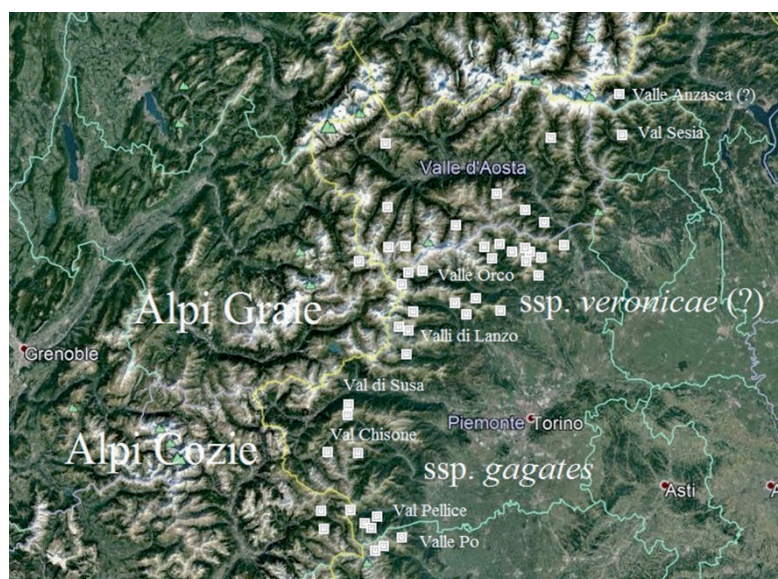 Valle Anzasca (?)
Val Sesia
Valle d'Aosta
Valle Orco
Alpi Graie
ssp. veronicae (?)
Valli di Lanzo
Grenoble
Val di Susa
Piemonte Torino
Alpi Cozie
Val Chisone
ssp. gagates
Asti
Val Pellice
Valle Po